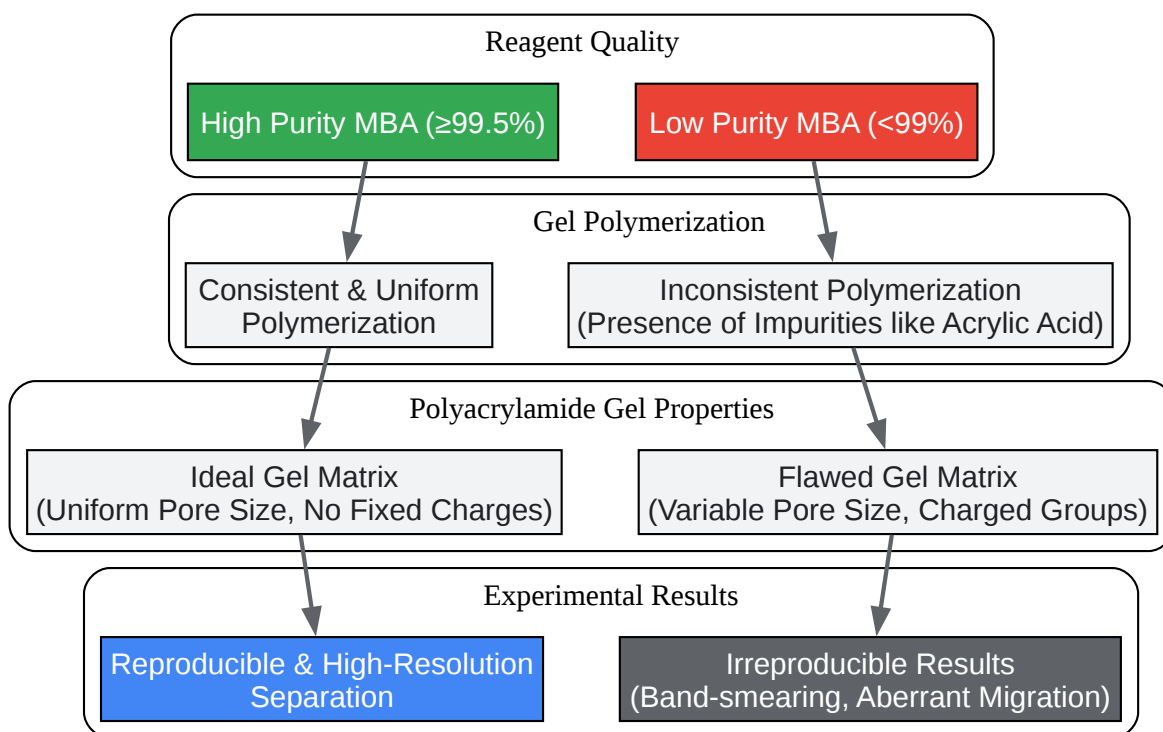 Reagent Quality
High Purity MBA (≥99.5%)
Low Purity MBA (<99%)
Gel Polymerization
Consistent & Uniform
Polymerization
Inconsistent Polymerization
(Presence of Impurities like Acrylic Acid)
Polyacrylamide Gel Properties
Ideal Gel Matrix
(Uniform Pore Size, No Fixed Charges)
Flawed Gel Matrix
(Variable Pore Size, Charged Groups)
Experimental Results
Reproducible & High-Resolution
Separation
Irreproducible Results
(Band-smearing, Aberrant Migration)